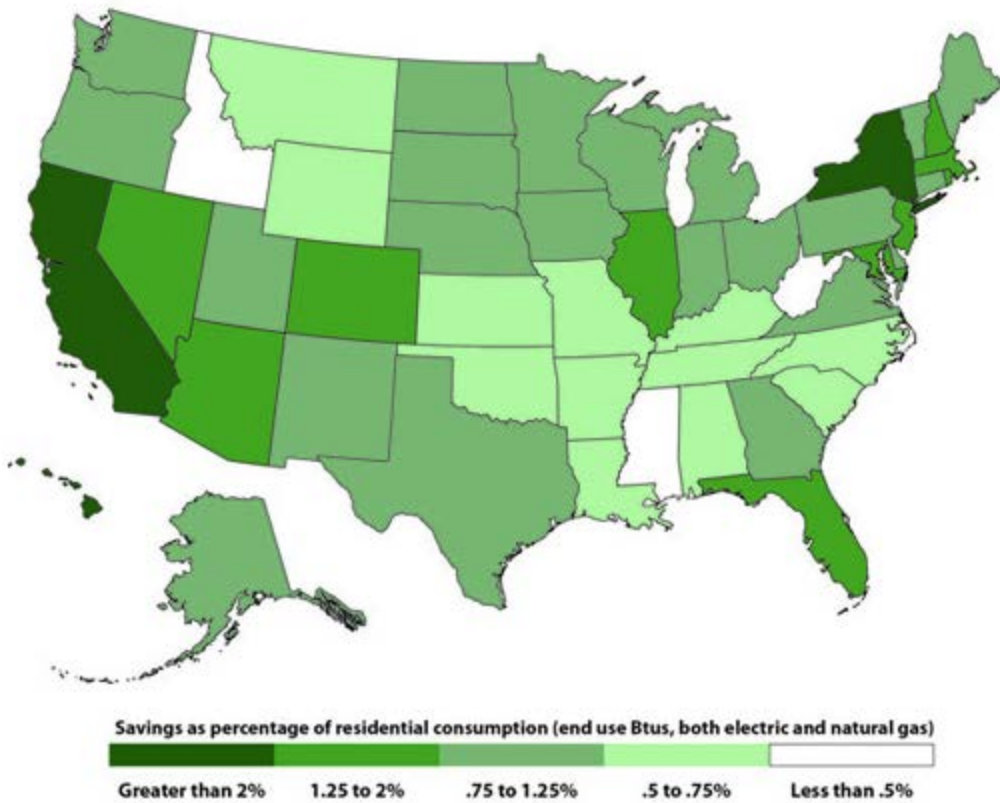 Savings as percentage of residential consumption (end use Btus, both electric and natural gas)
Greater than 2% 1.25 to 2% .75 to 1.25% .5 to .75% Less than .5%